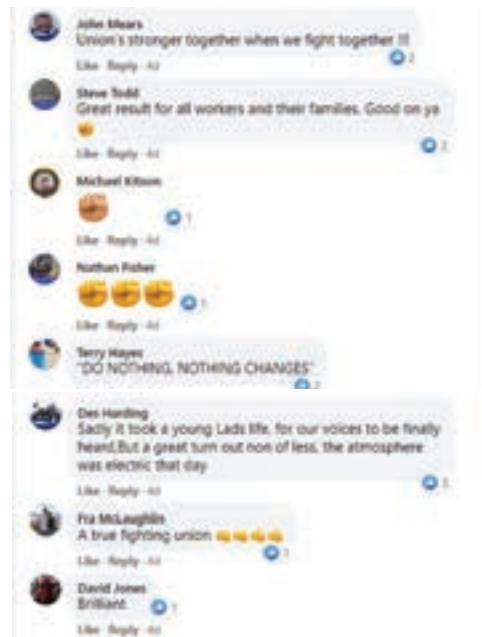 John Mears
Union's stronger together when we fight together !!!
Like · Reply · 4d
2
Steve Todd
Great result for all workers and their families. Good on ya
✊
Like · Reply · 4d
2
Michael Kitson
✊
1
Like · Reply · 4d
Nathan Fisher
✊✊✊
Like · Reply · 4d
Terry Hayes
"DO NOTHING, NOTHING CHANGES"
2
Des Harding
Sadly it took a young Lads life, for our voices to be finally
heard,But a great turn out non of less, the atmosphere
was electric that day
3
Like · Reply · 4d
Fra McLaughlin
A true fighting union 👊👊👊👊
Like · Reply · 4d
David Jones
Brilliant
1
Like · Reply · 4d